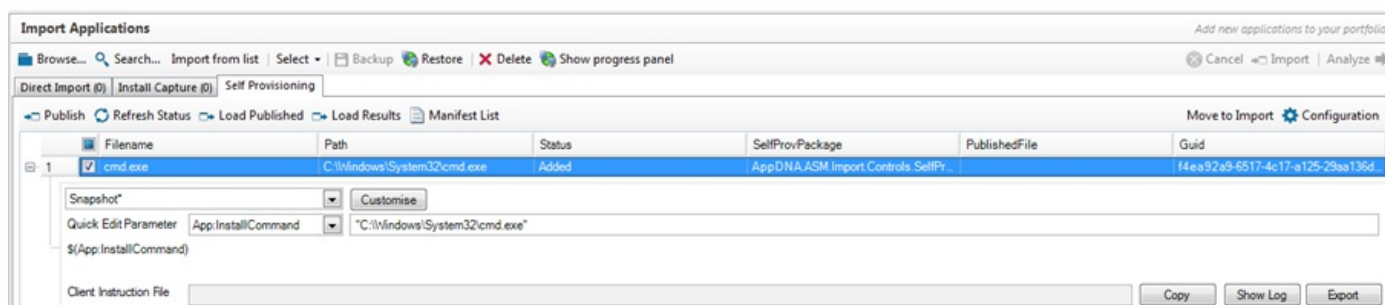 Import Applications Add new applications to your portfolio
Browse... Search... Import from list Select Backup Restore Delete Show progress panel Cancel Import Analyze
Direct Import (0) Install Capture (0) Self Provisioning
Publish Refresh Status Load Published Load Results Manifest List Move to Import Configuration
Filename Path Status SelfProvPackage PublishedFile Guid
1 cmd.exe C:\Windows\System32\cmd.exe Added AppDNA.ASM.Import.Controls.SelfPr... f4ea92a9-6517-4c17-a125-29aa136d...
Snapshot* Customise
Quick Edit Parameter App:InstallCommand "C:\Windows\System32\cmd.exe"
$(App:InstallCommand)
Client Instruction File Copy Show Log Export